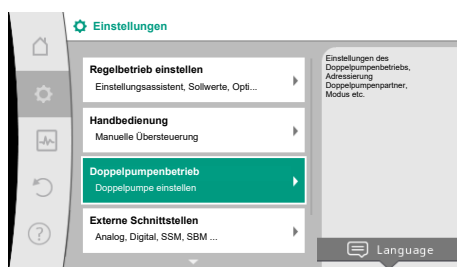 Einstellungen
Regelbetrieb einstellen
Einstellungsassistent, Sollwerte, Opti...
Handbedienung
Manuelle Übersteuerung
Doppelpumpenbetrieb
Doppelpumpe einstellen
Externe Schnittstellen
Analog, Digital, SSM, SBM ...
Einstellungen des
Doppelpumpenbetriebs,
Adressierung
Doppelpumpenpartner,
Modus etc.
Language